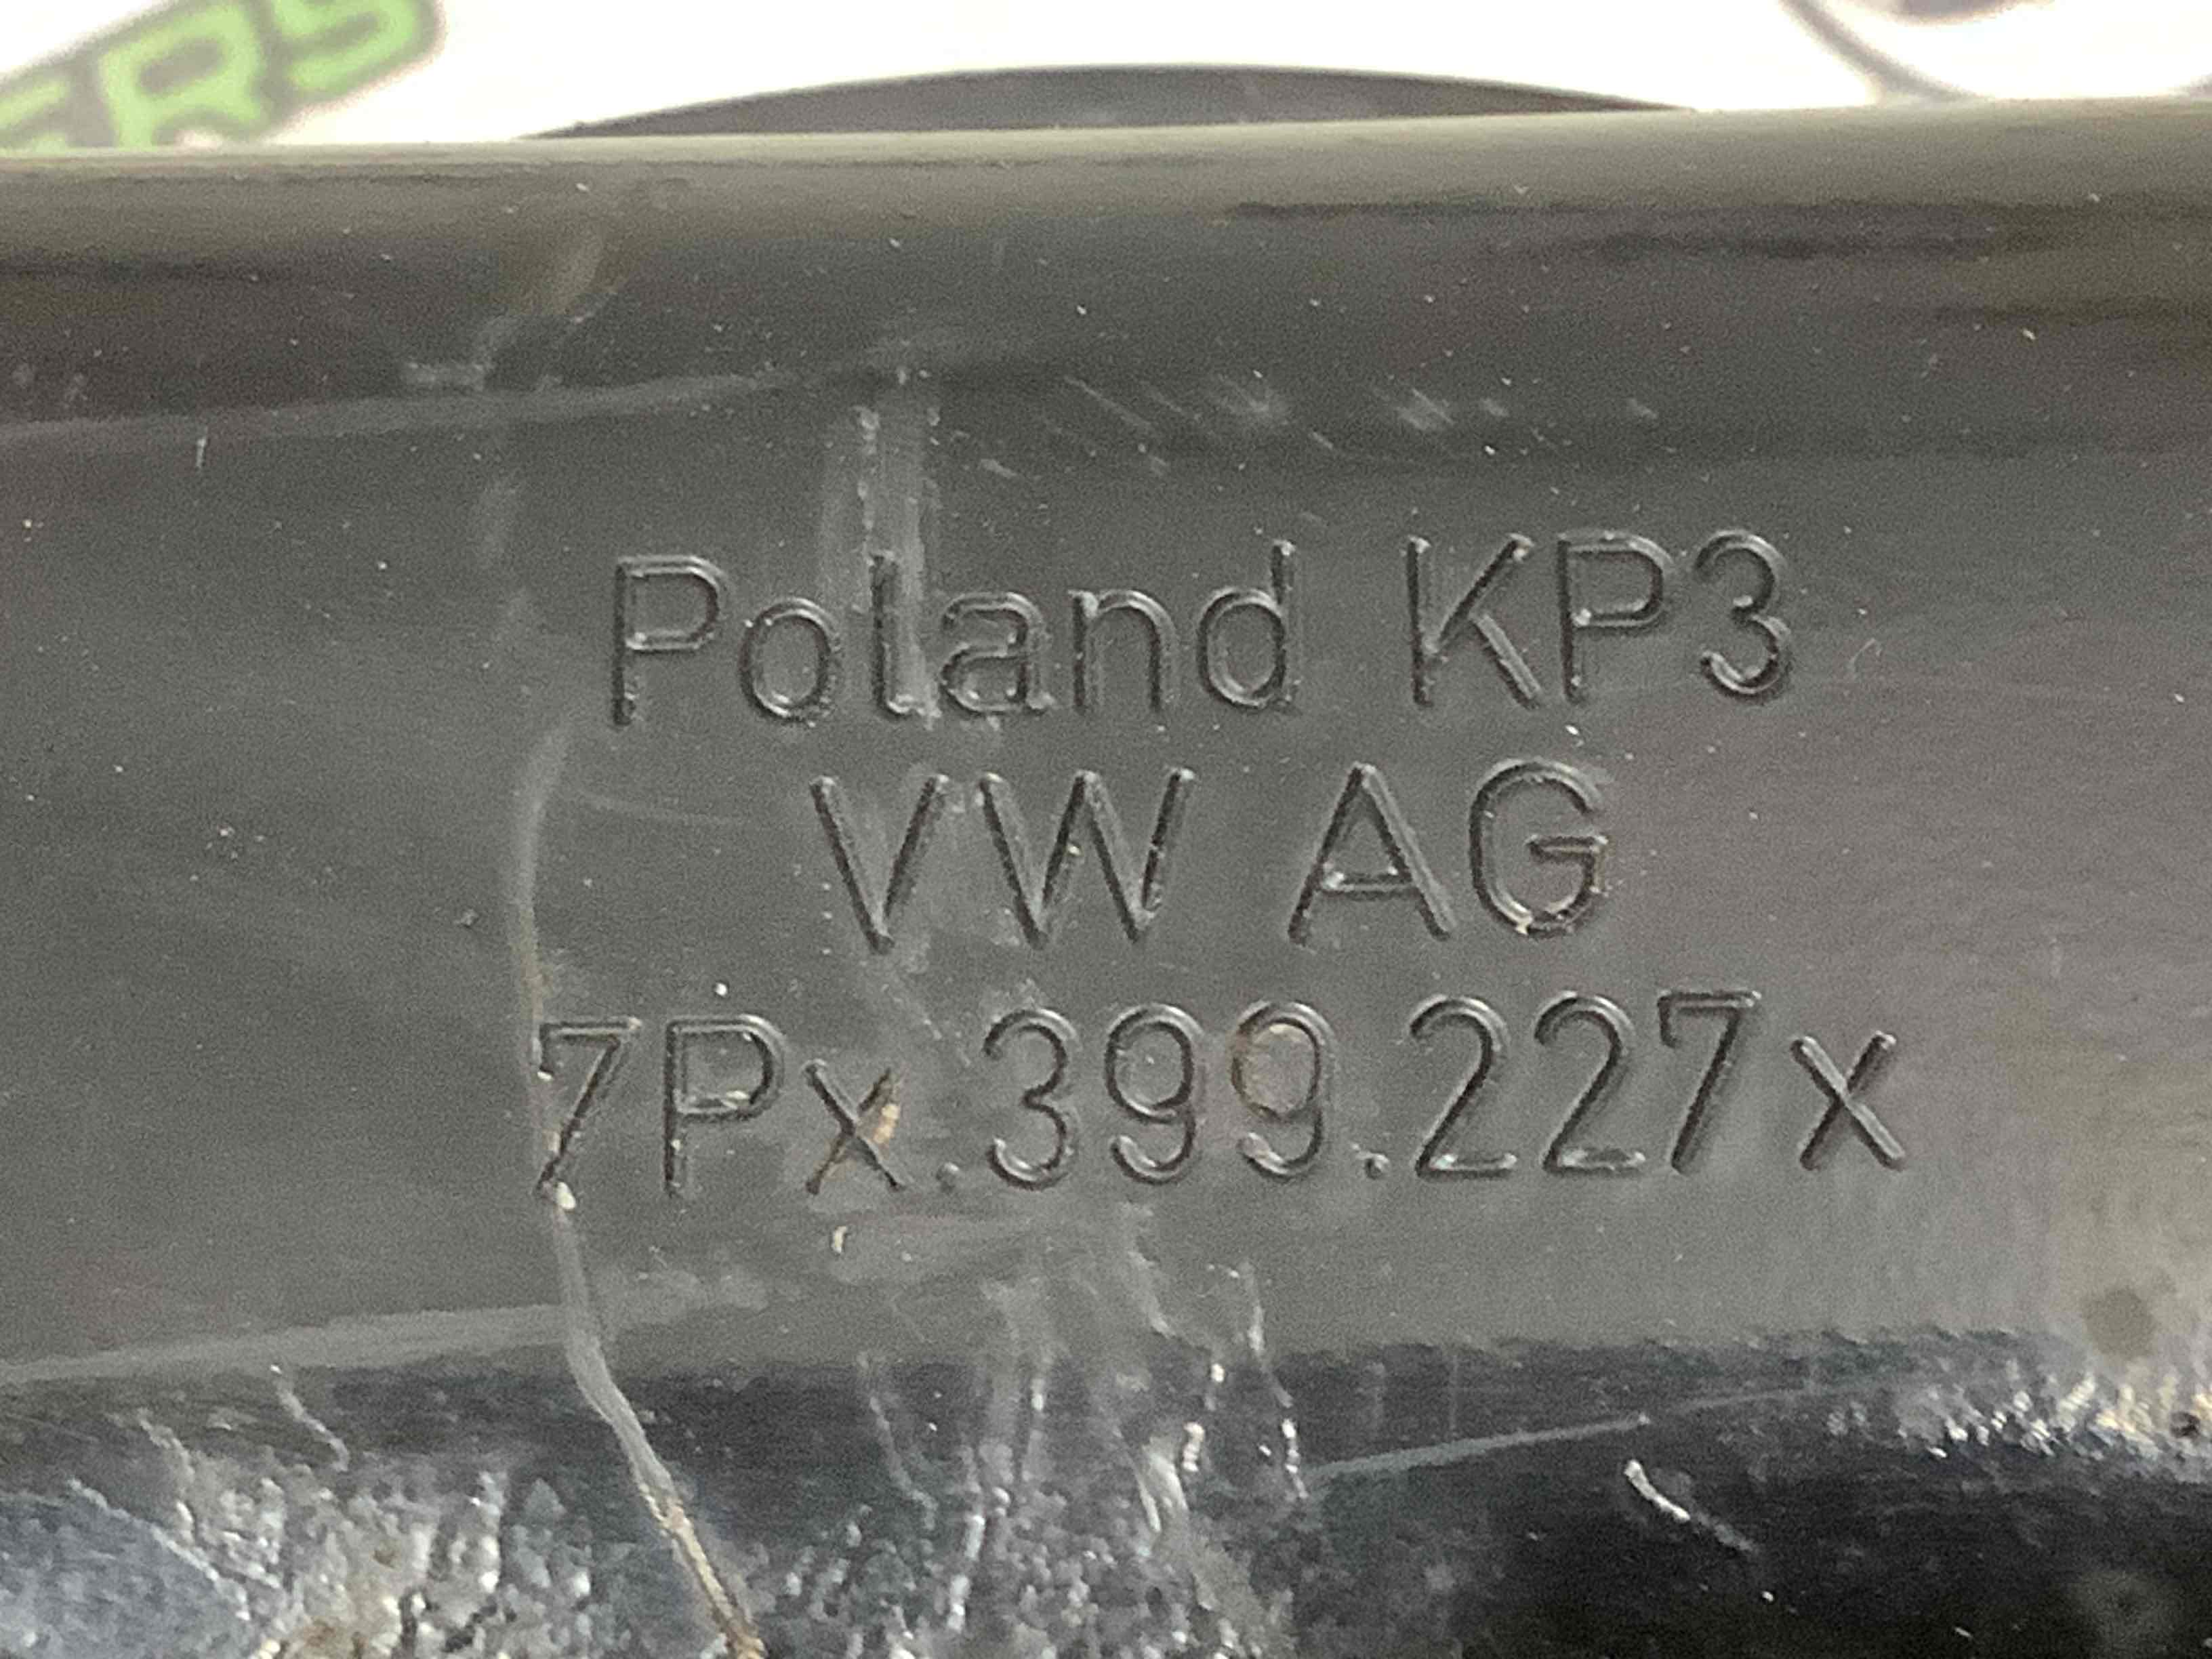 Poland KP3
VW AG
7Px.399.227x